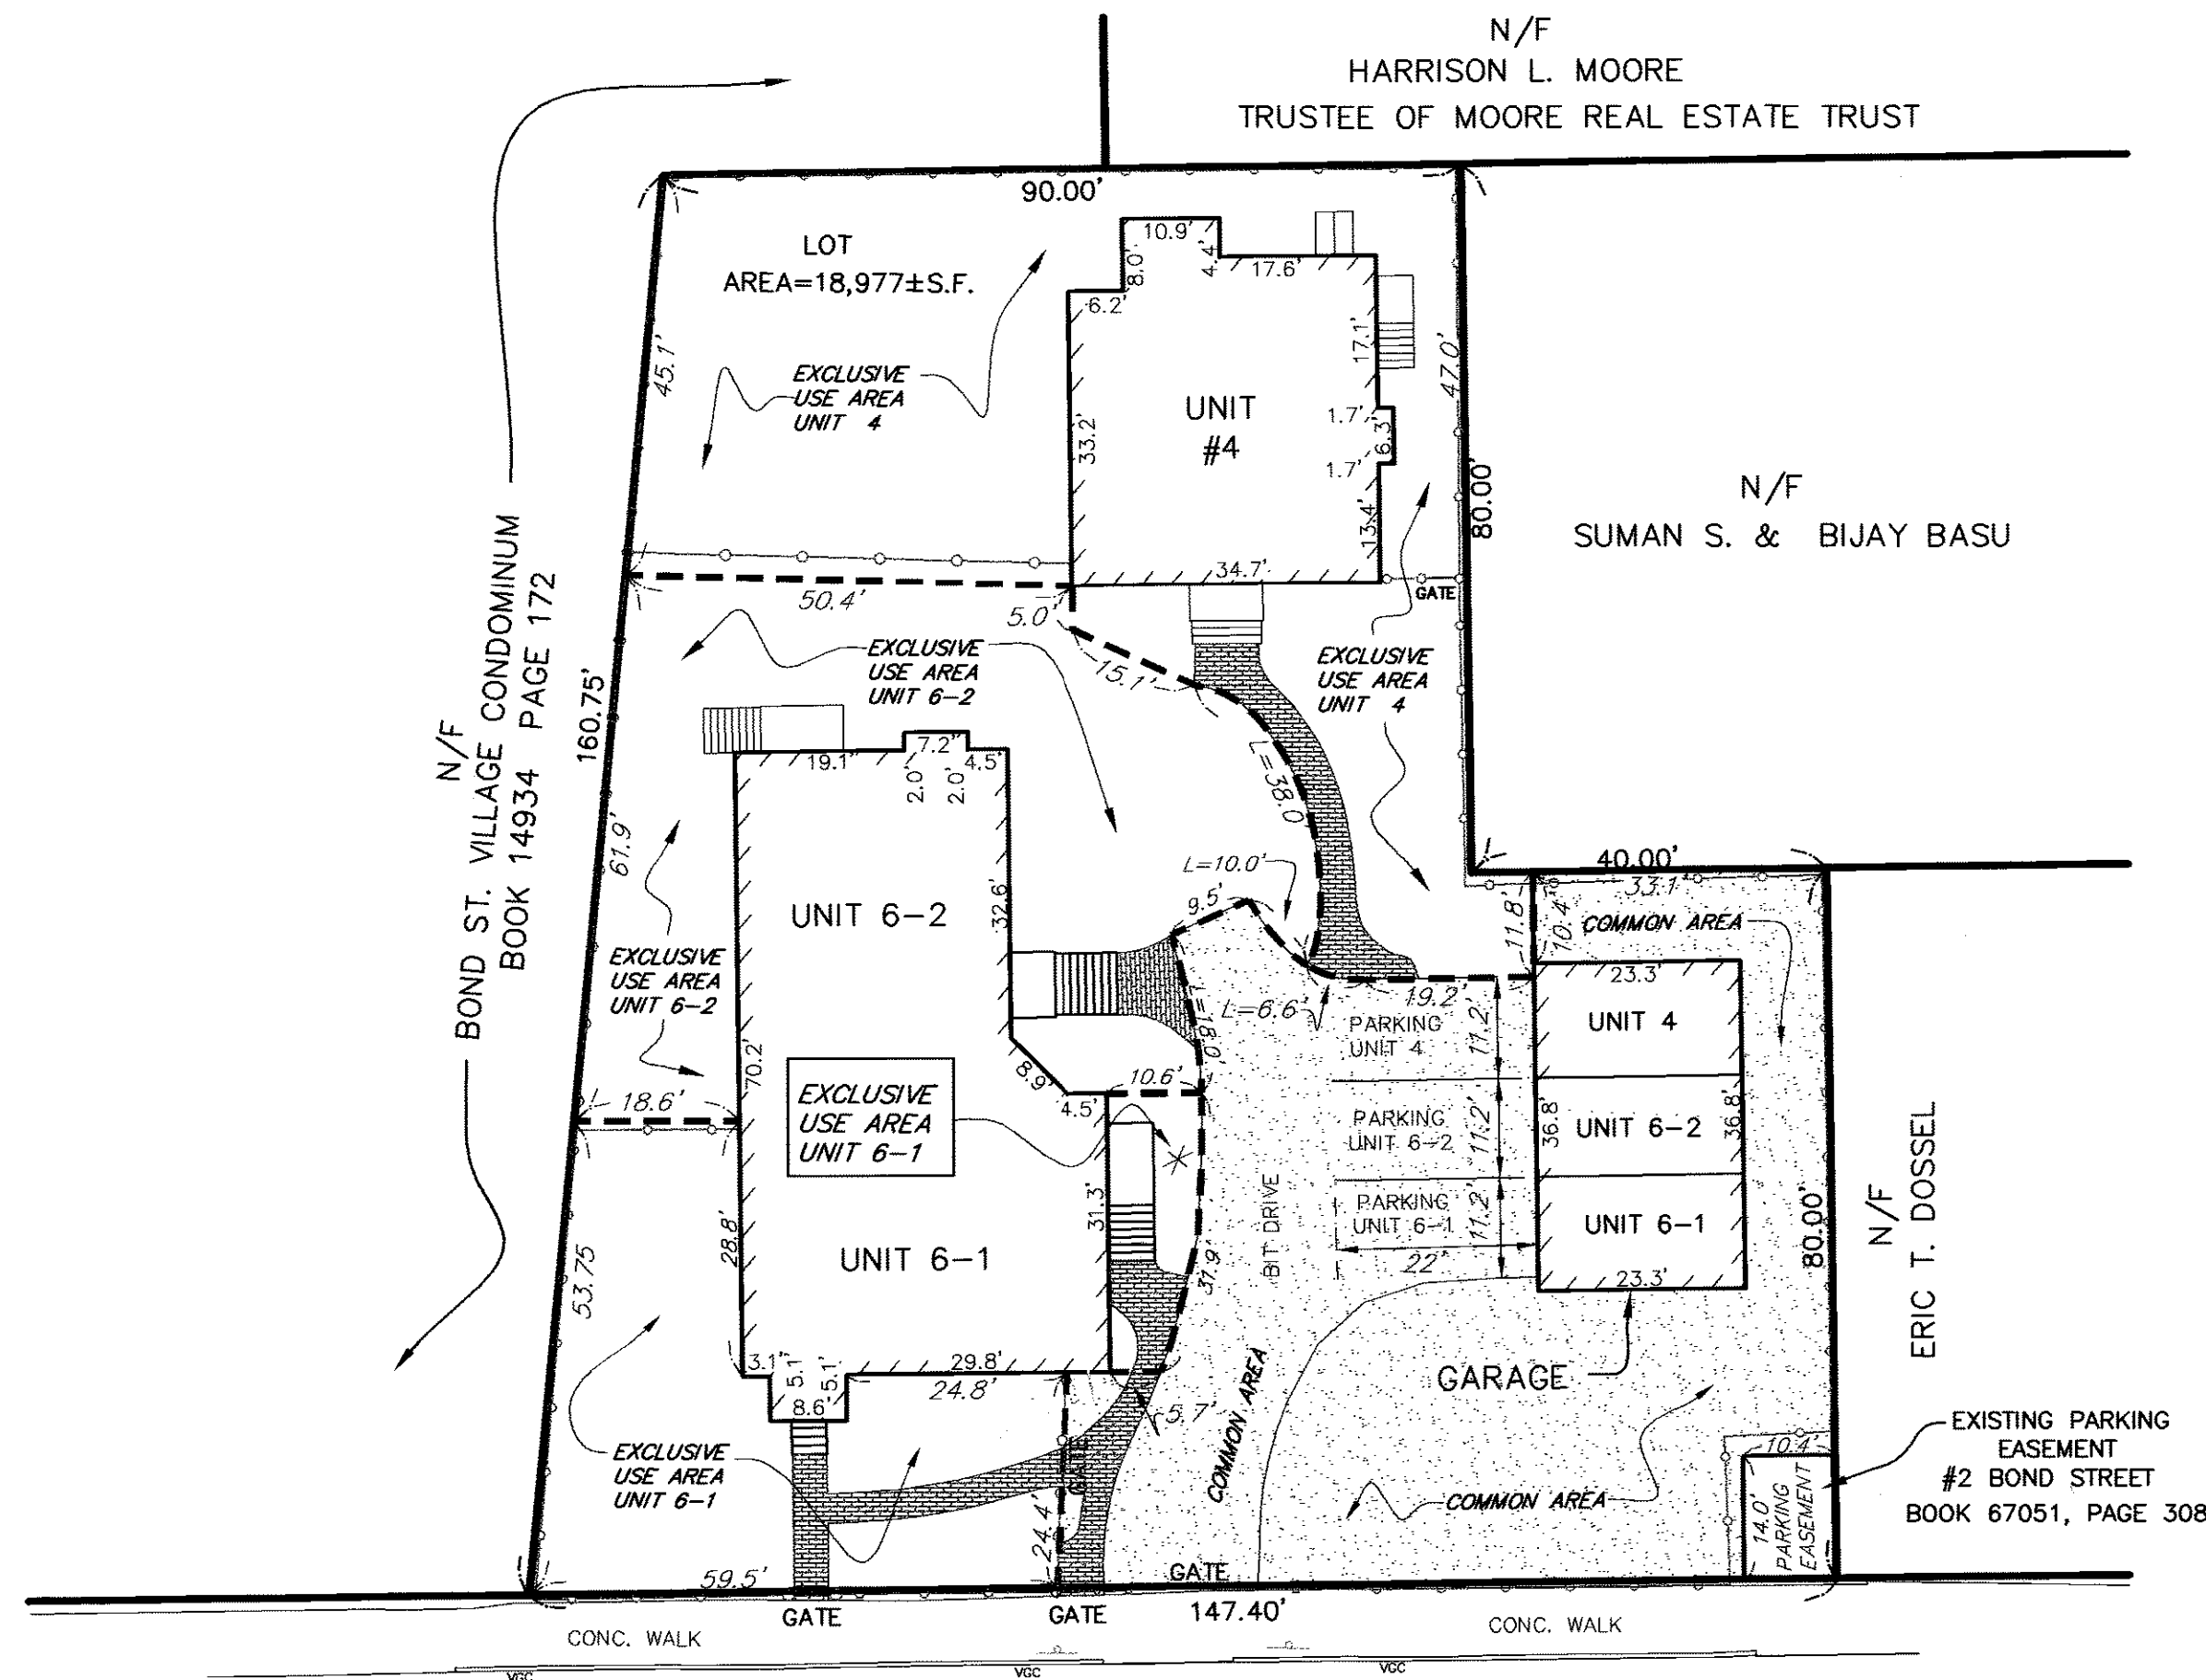 N/F
HARRISON L. MOORE
TRUSTEE OF MOORE REAL ESTATE TRUST
90.00'
LOT
AREA=18,977±S.F.
10.9'
8.0'
4.4'
17.6'
6.2'
45.1'
EXCLUSIVE
USE AREA
UNIT 4
33.2'
UNIT
#4
17.1'
1.7'
6.3'
1.7'
13.4'
34.7'
47.0'
80.00'
N/F
SUMAN S. & BIJAY BASU
GATE
N/F
BOND ST. VILLAGE CONDOMINUM
BOOK 14934 PAGE 172
160.75'
50.4'
5.0'
15.1'
EXCLUSIVE
USE AREA
UNIT 6-2
EXCLUSIVE
USE AREA
UNIT 4
L=38.0'
19.1"
7.2"
4.5'
2.0'
2.0'
61.9'
UNIT 6-2
32.6'
L=10.0'
9.5'
40.00'
33.1'
11.8'
10.4'
COMMON AREA
EXCLUSIVE
USE AREA
UNIT 6-2
L=18.0'
L=6.6'
19.2'
23.3'
PARKING
UNIT 4
11.2'
UNIT 4
70.2'
8.9'
4.5'
10.6'
18.6'
EXCLUSIVE
USE AREA
UNIT 6-1
PARKING
UNIT 6-2
11.2'
36.8'
UNIT 6-2
36.8'
PARKING
UNIT 6-1
11.2'
UNIT 6-1
22'
23.3'
31.3'
31.9'
BIT DRIVE
28.8'
53.75
UNIT 6-1
80.00'
N/F
ERIC T. DOSSEL
3.1"
5.1'
5.1'
8.6'
29.8'
24.8'
5.7'
GARAGE
COMMON AREA
EXCLUSIVE
USE AREA
UNIT 6-1
GATE
24.4'
COMMON AREA
10.4'
14.0'
PARKING
EASEMENT
EXISTING PARKING
EASEMENT
#2 BOND STREET
BOOK 67051, PAGE 308
59.5'
GATE
GATE
GATE
147.40'
CONC. WALK
CONC. WALK
VGC
VGC
VGC